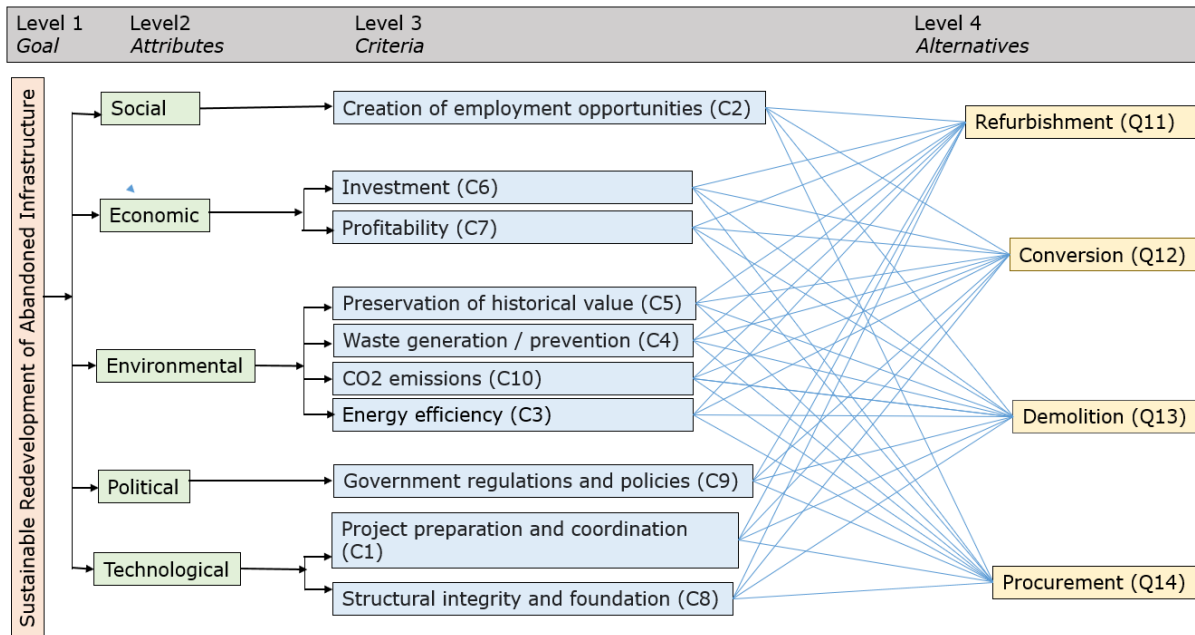 Level 1
Goal
Level2
Attributes
Level 3
Criteria
Level 4
Alternatives
Sustainable Redevelopment of Abandoned Infrastructure
Social
Creation of employment opportunities (C2)
Refurbishment (Q11)
Economic
Investment (C6)
Profitability (C7)
Conversion (Q12)
Environmental
Preservation of historical value (C5)
Waste generation / prevention (C4)
CO2 emissions (C10)
Energy efficiency (C3)
Demolition (Q13)
Political
Government regulations and policies (C9)
Technological
Project preparation and coordination
(C1)
Structural integrity and foundation (C8)
Procurement (Q14)